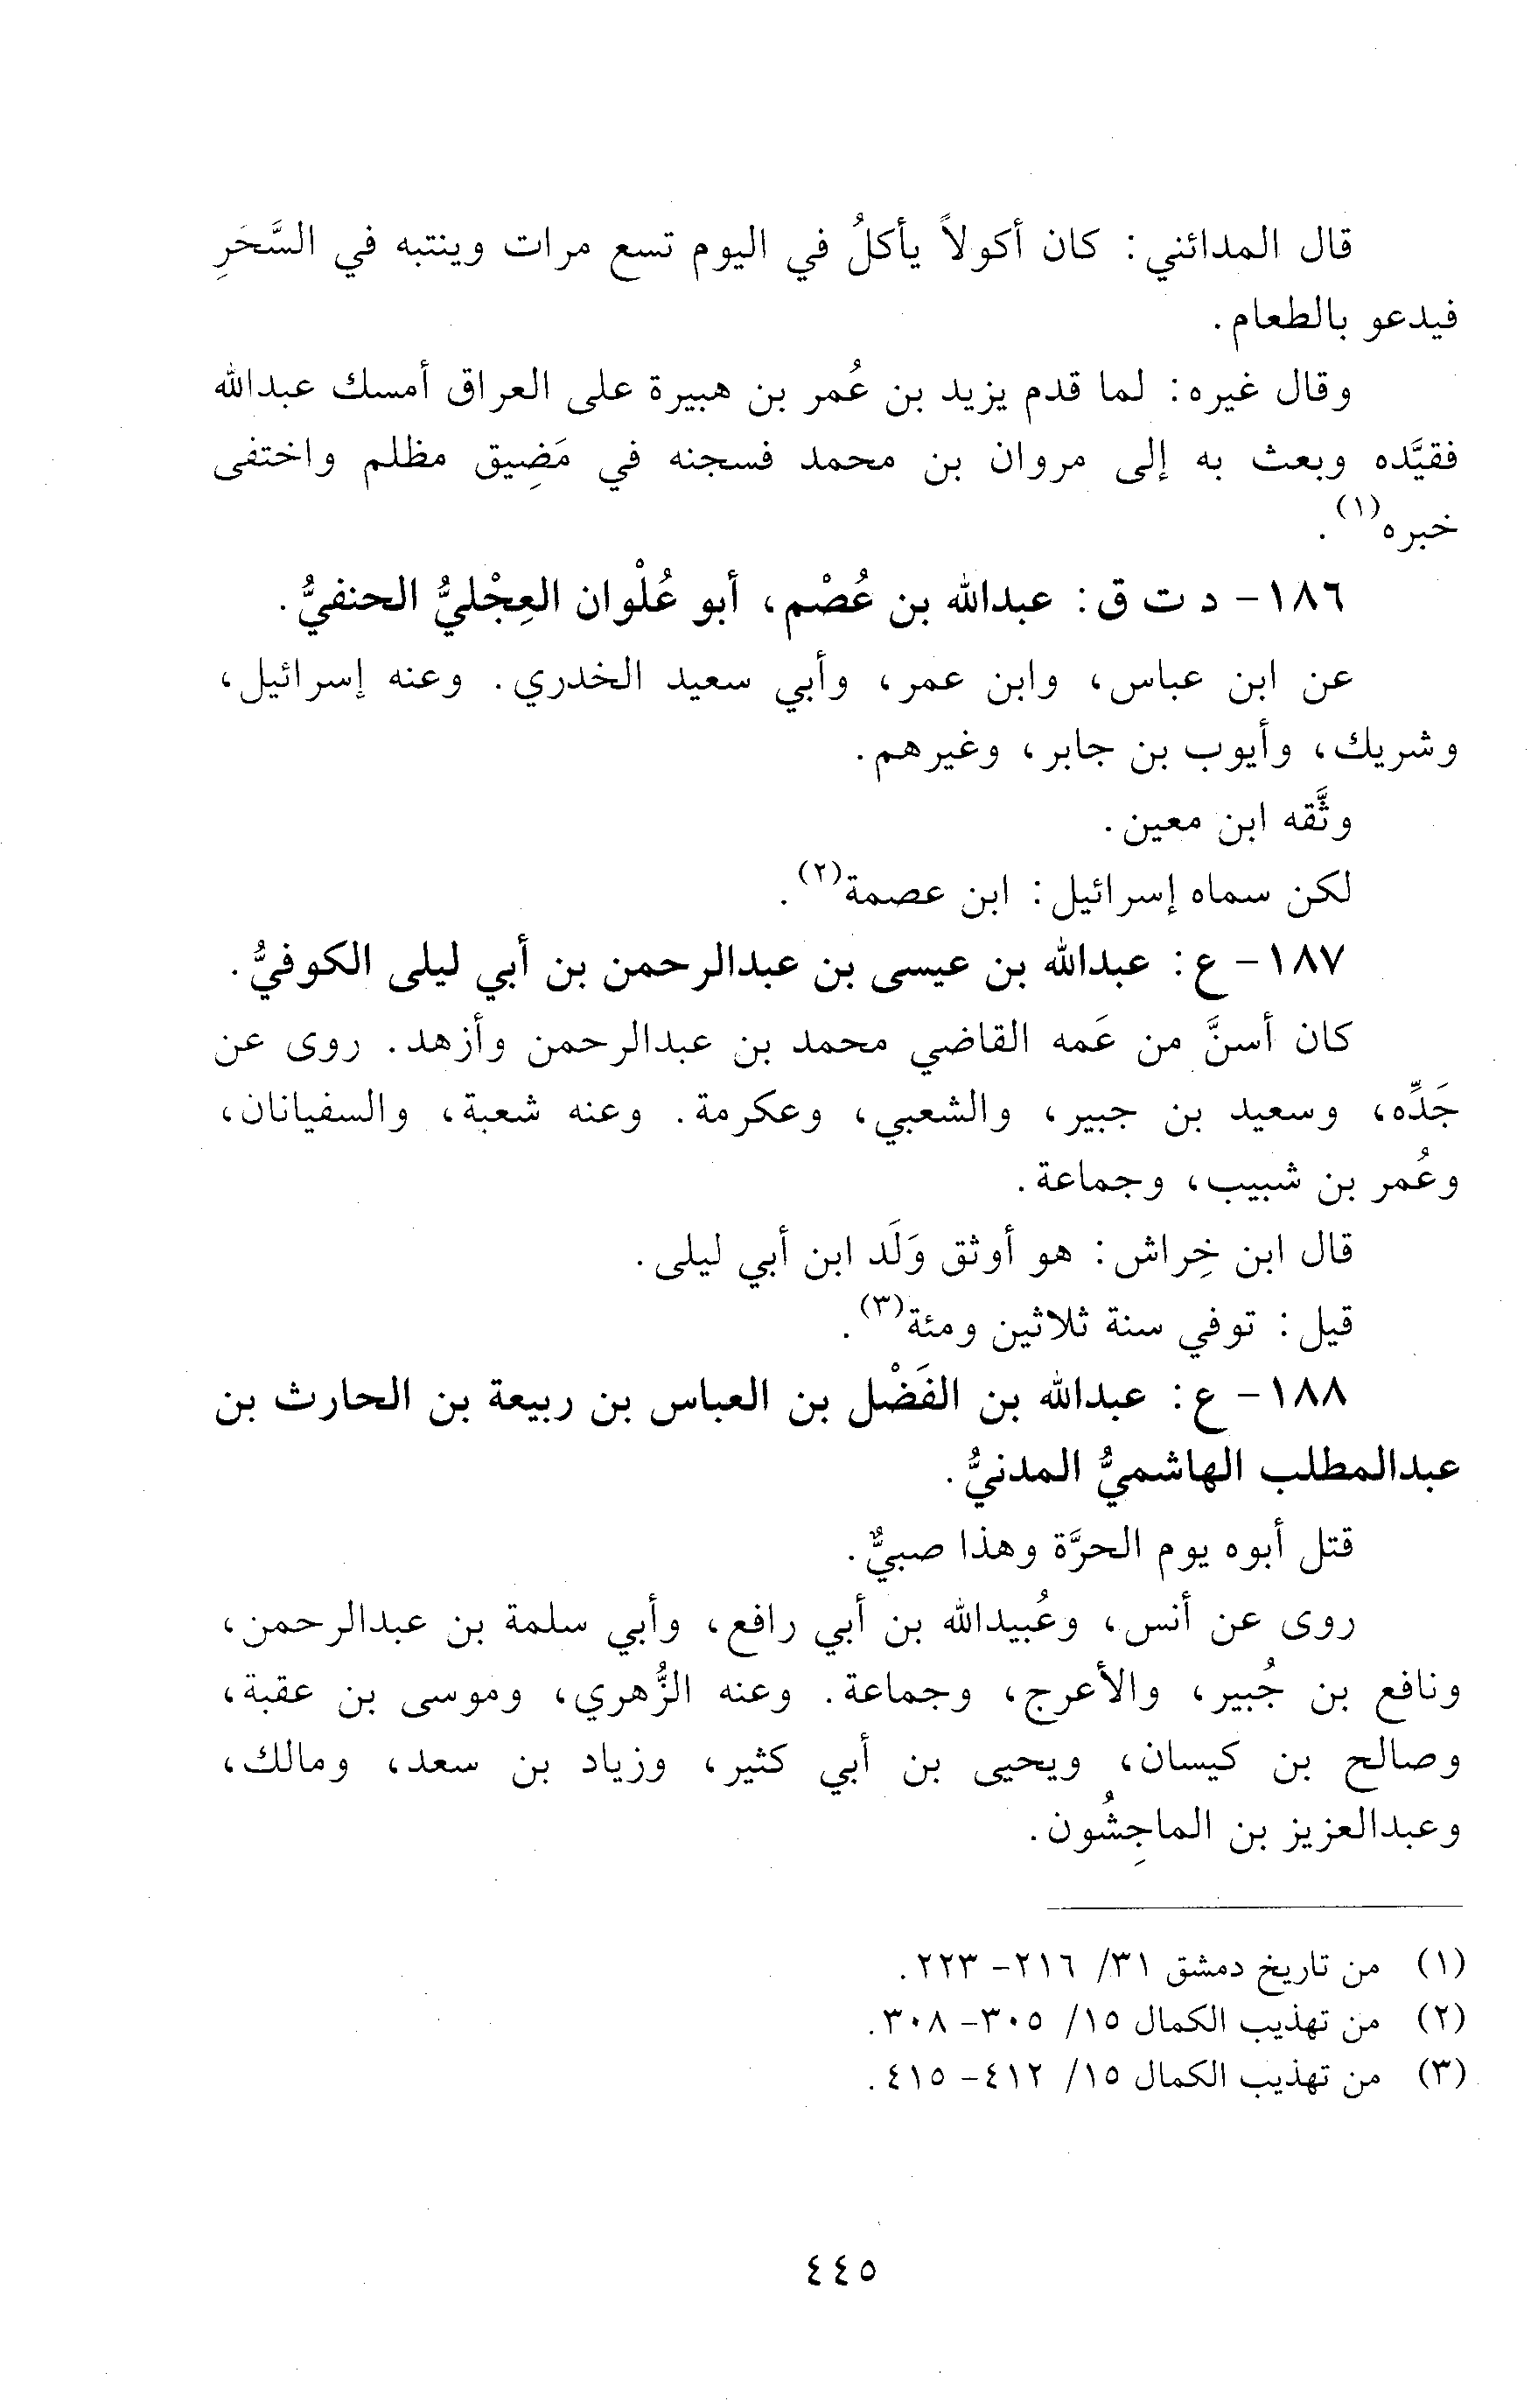 قال المدائني: كان أكولاً يأكلُ في اليوم تسع مرات وينتبه في السَّحَرِ
فيدعو بالطعام.
وقال غيره: لما قدم يزيد بن عُمر بن هبيرة على العراق أمسك عبدالله
فقيَّده وبعث به إلى مروان بن محمد فسجنه في مَضِيق مظلم واختفى
خبره(١).
١٨٦- د ت ق: عبدالله بن عُصْم، أبو عُلْوان العِجْليُّ الحنفيُّ.
عن ابن عباس، وابن عمر، وأبي سعيد الخدري. وعنه إسرائيل،
وشريك، وأيوب بن جابر، وغيرهم.
وثَّقه ابن معين.
لكن سماه إسرائيل: ابن عصمة(٢).
١٨٧- ع: عبدالله بن عيسى بن عبدالرحمن بن أبي ليلى الكوفيُّ.
كان أسنَّ من عَمه القاضي محمد بن عبدالرحمن وأزهد. روى عن
جَدِّه، وسعيد بن جبير، والشعبي، وعكرمة. وعنه شعبة، والسفيانان،
وعُمر بن شبيب، وجماعة.
قال ابن خِراش: هو أوثق وَلَد ابن أبي ليلى.
قيل: توفي سنة ثلاثين ومئة(٣).
١٨٨- ع: عبدالله بن الفَضْل بن العباس بن ربيعة بن الحارث بن
عبدالمطلب الهاشميُّ المدنيُّ.
قتل أبوه يوم الحرَّة وهذا صبيٌّ.
روى عن أنس، وعُبيدالله بن أبي رافع، وأبي سلمة بن عبدالرحمن،
ونافع بن جُبير، والأعرج، وجماعة. وعنه الزُّهري، وموسى بن عقبة،
وصالح بن كيسان، ويحيى بن أبي كثير، وزياد بن سعد، ومالك،
وعبدالعزيز بن الماجِشُون.
(١) من تاريخ دمشق ٣١/ ٢١٦- ٢٢٣.
(٢) من تهذيب الكمال ١٥/ ٣٠٥- ٣٠٨.
(٣) من تهذيب الكمال ١٥/ ٤١٢- ٤١٥.
٤٤٥